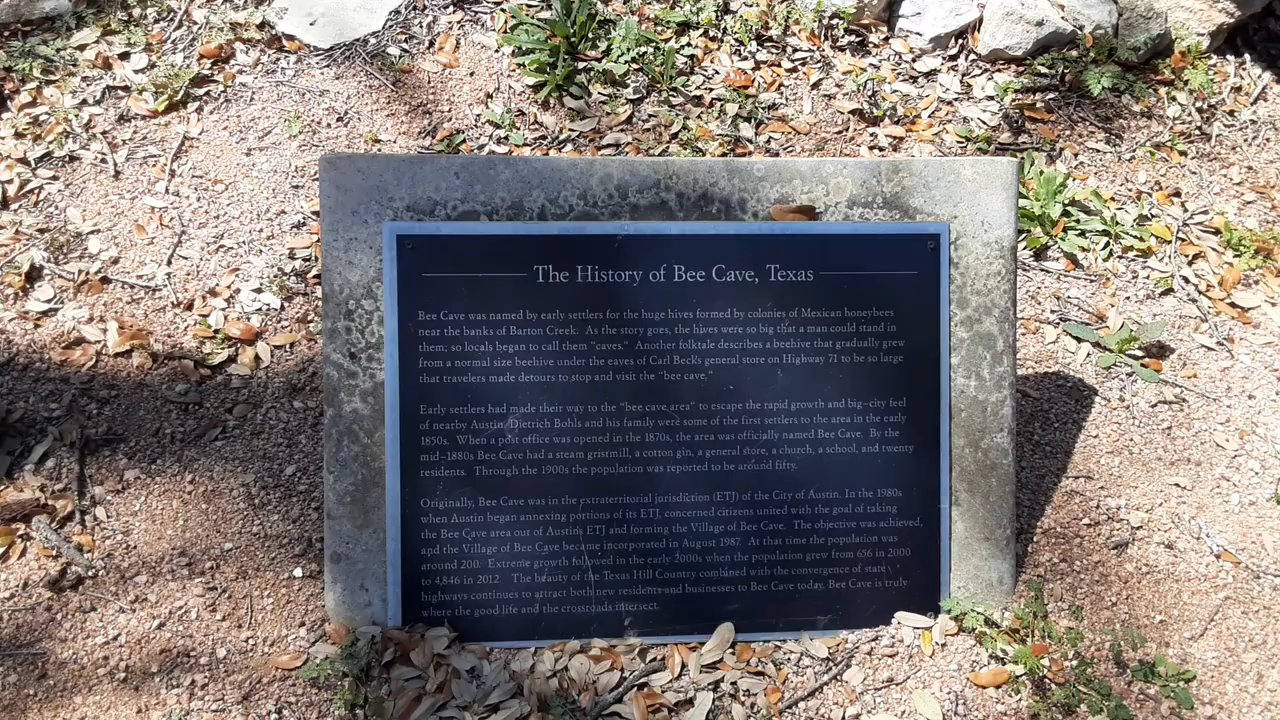 The History of Bee Cave, Texas
Bee Cave was named by early settlers for the huge hives formed by colonies of Mexican honeybees
near the banks of Barton Creek. As the story goes, the hives were so big that a man could stand in
them; so locals began to call them "caves." Another folktale describes a beehive that gradually grew
from a normal size beehive under the eaves of Carl Beck's general store on Highway 71 to be so large
that travelers made detours to stop and visit the "bee cave."
Early settlers had made their way to the "bee cave area" to escape the rapid growth and big-city feel
of nearby Austin. Dietrich Bohls and his family were some of the first settlers to the area in the early
1850s. When a post office was opened in the 1870s, the area was officially named Bee Cave. By the
mid-1880s Bee Cave had a steam gristmill, a cotton gin, a general store, a church, a school, and twenty
residents. Through the 1900s the population was reported to be around fifty.
Originally, Bee Cave was in the extraterritorial jurisdiction (ETJ) of the City of Austin. In the 1980s
when Austin began annexing portions of its ETJ, concerned citizens united with the goal of taking
the Bee Cave area out of Austin's ETJ and forming the Village of Bee Cave. The objective was achieved,
and the Village of Bee Cave became incorporated in August 1987. At that time the population was
around 200. Extreme growth followed in the early 2000s when the population grew from 656 in 2000
to 4,846 in 2012. The beauty of the Texas Hill Country combined with the convergence of state
highways continues to attract both new residents and businesses to Bee Cave today. Bee Cave is truly
where the good life and the crossroads intersect.